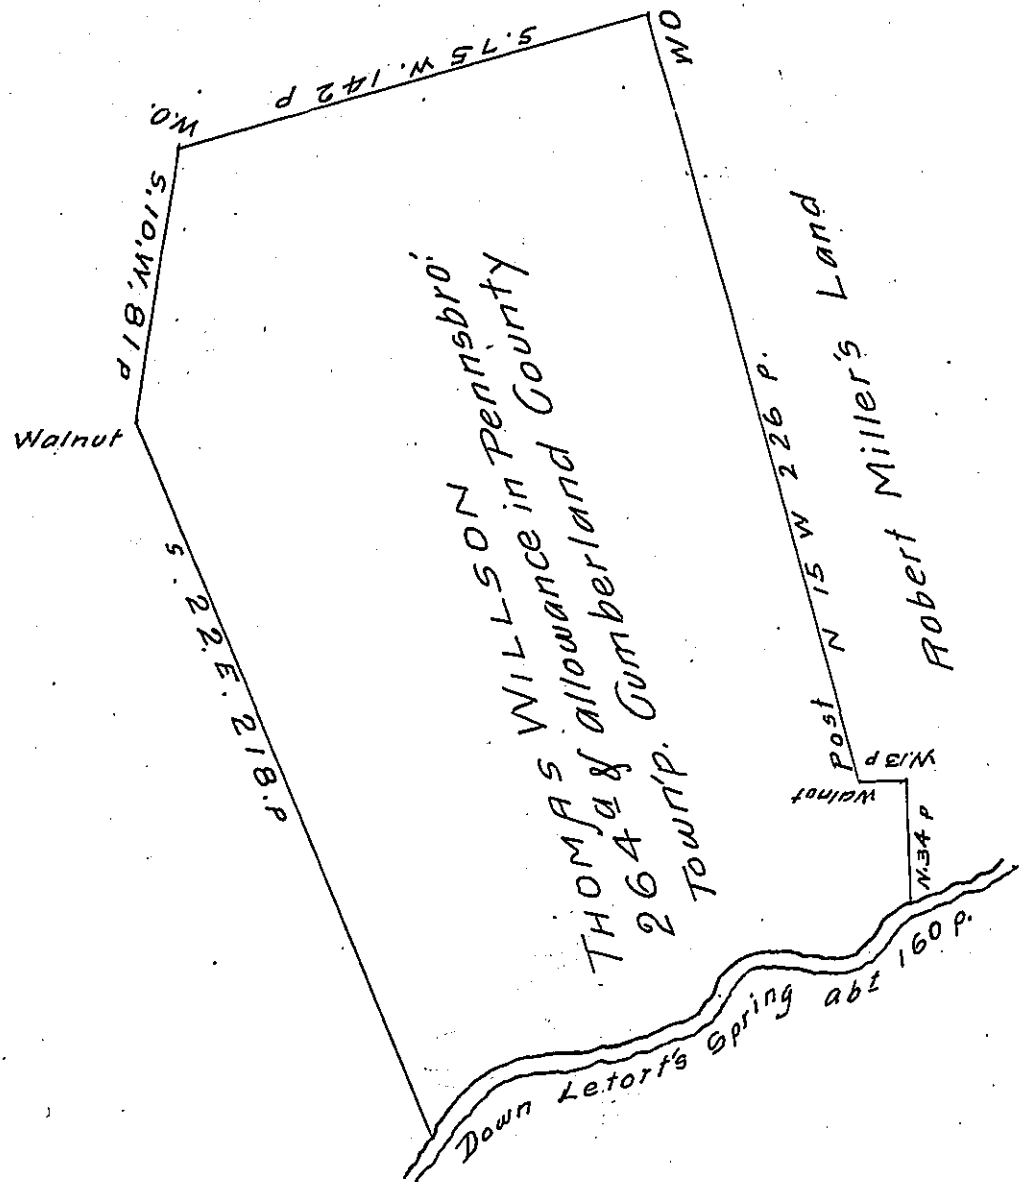 THOMAS WILLSON
264 a & allowance in Pennsbro'
Town'p. Cumberland County
W.O.
S. 75 W. 142 P
W O
S. 10. W. 81 P
Walnut
S. 22. E. 218. P
Post N 15 W 226 P.
Robert Miller's Land
Walnut
W. 13 P
N. 34 P
Down Letort's Spring abt 160 p.